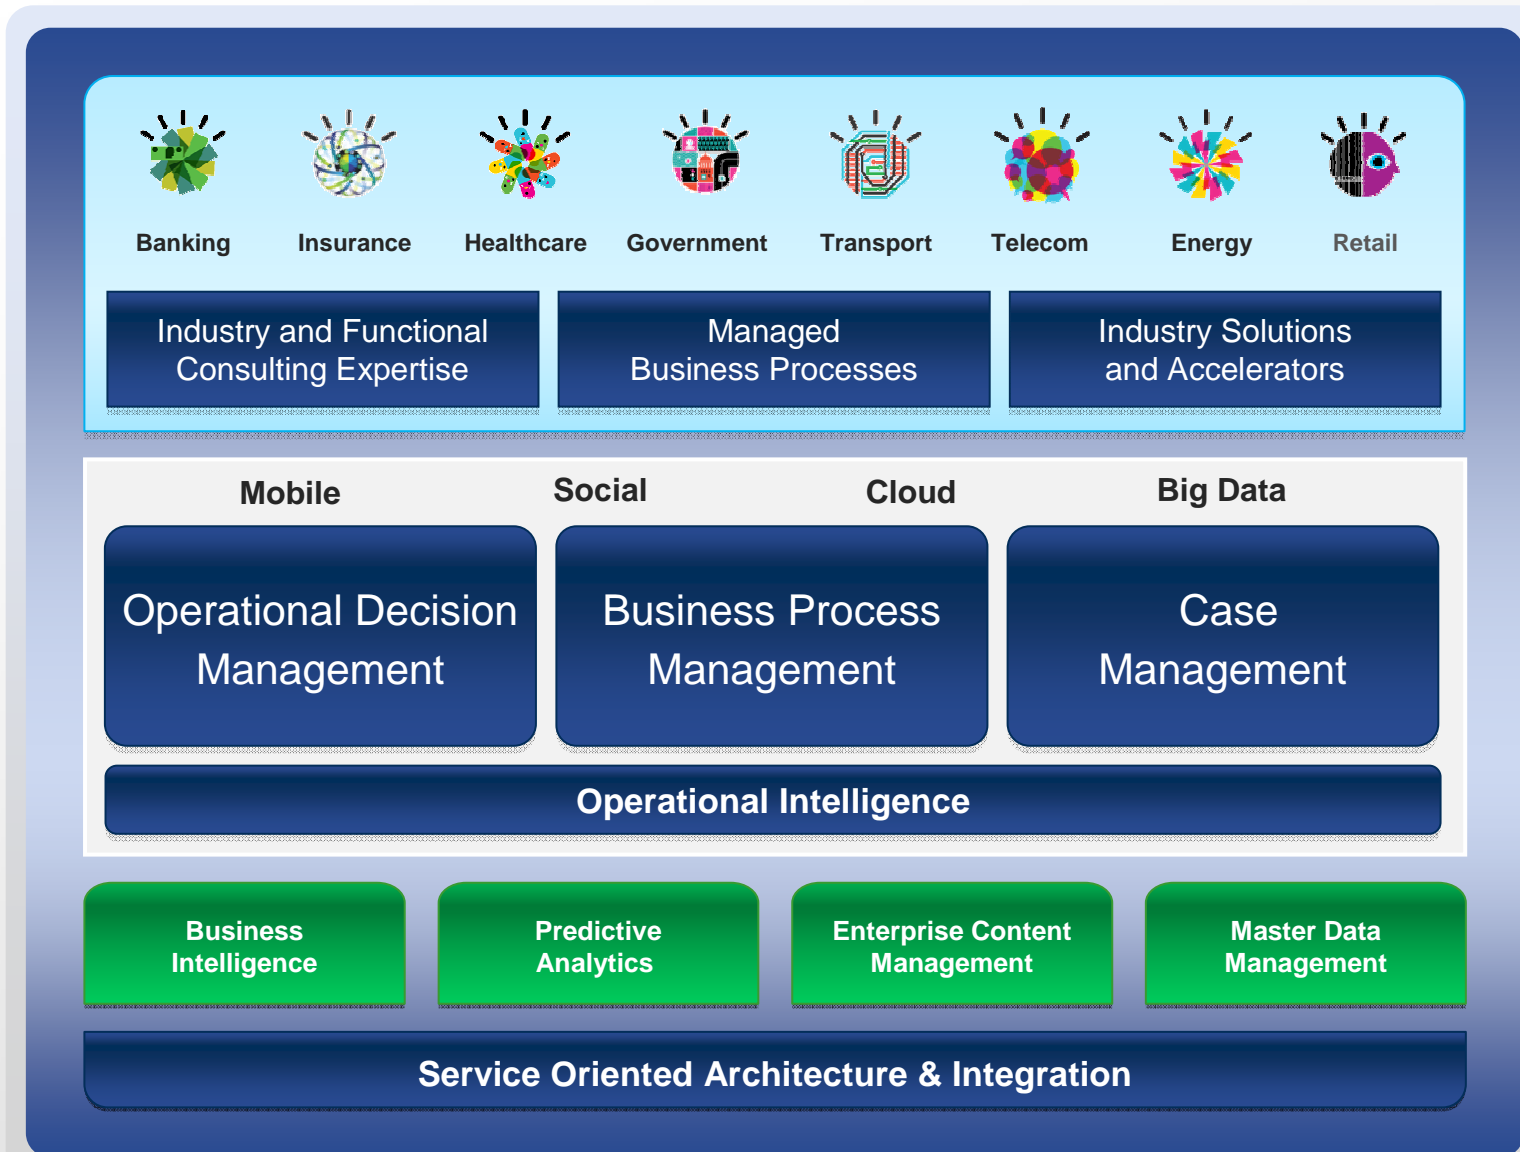 Banking
Insurance
Healthcare
Government
Transport
Telecom
Energy
Retail
Industry and Functional
Consulting Expertise
Managed
Business Processes
Industry Solutions
and Accelerators
Mobile
Social
Cloud
Big Data
Operational Decision
Management
Business Process
Management
Case
Management
Operational Intelligence
Business
Intelligence
Predictive
Analytics
Enterprise Content
Management
Master Data
Management
Service Oriented Architecture & Integration